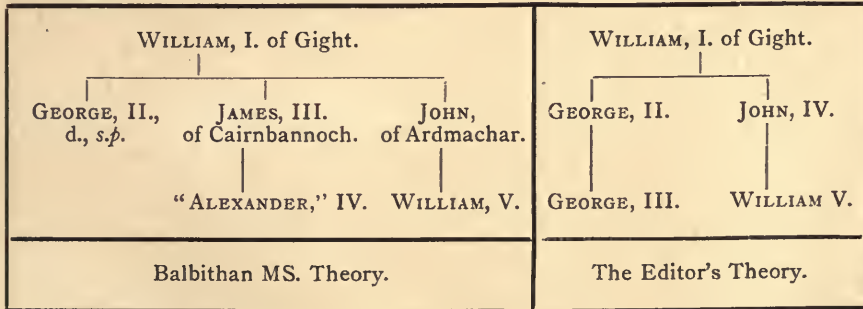 WILLIAM, I. of Gight.
GEORGE, II., JAMES, III. JOHN,
d., s.p. of Cairnbannoch. of Ardmachar.
"ALEXANDER," IV. WILLIAM, V.
Balbithan MS. Theory.
WILLIAM, I. of Gight.
GEORGE, II. JOHN, IV.
GEORGE, III. WILLIAM V.
The Editor's Theory.